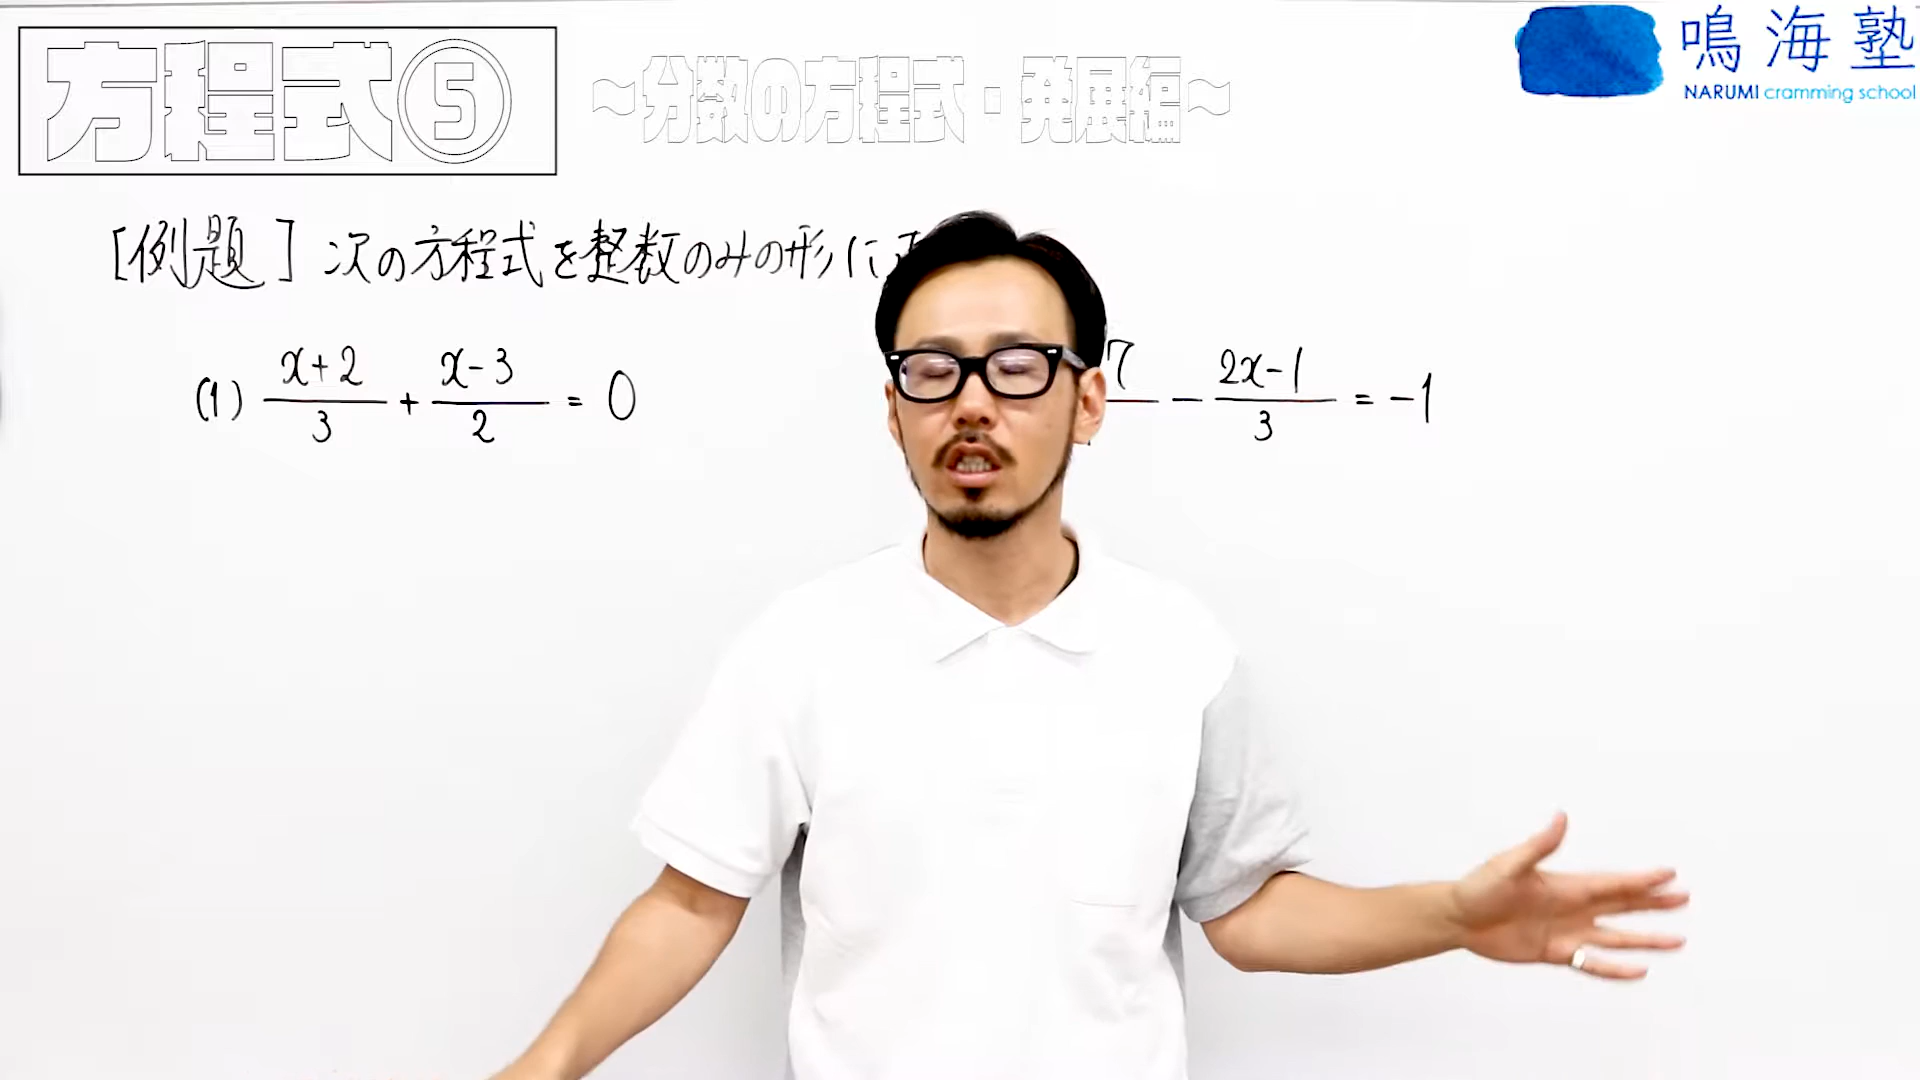 方程式⑤
〜分数の方程式・発展編〜
鳴海塾
NARUMI cramming school
[例題] 次の方程式を整数のみの形に
(1) (x+2)/3 + (x-3)/2 = 0
7 - (2x-1)/3 = -1